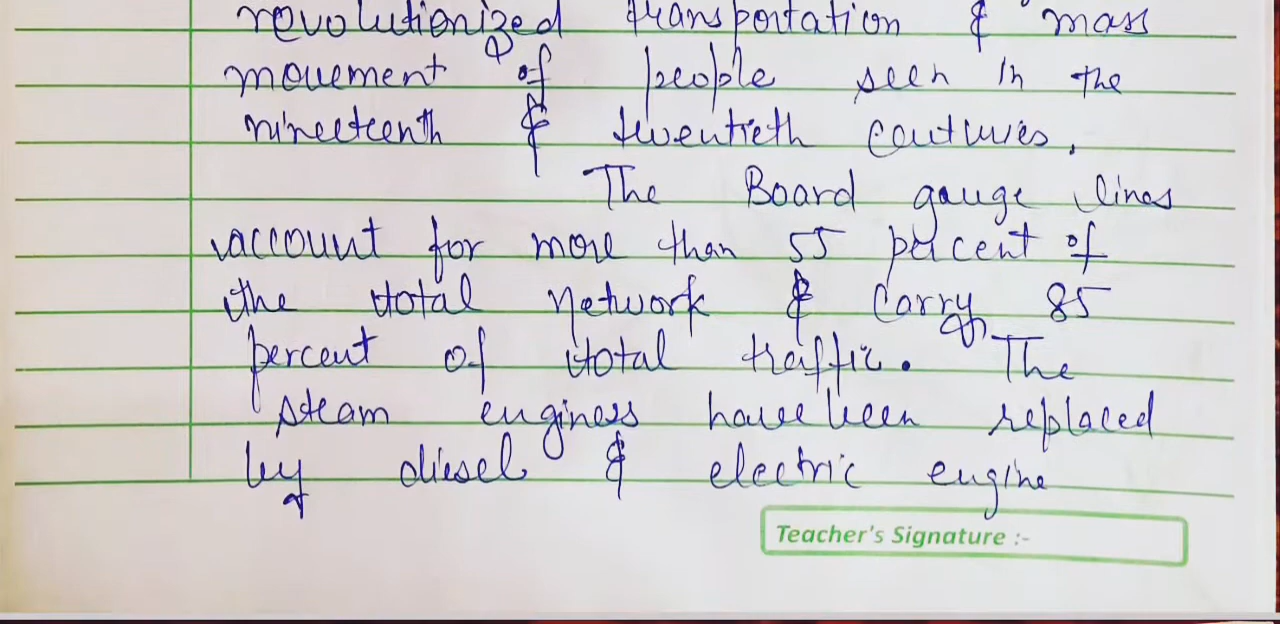 revolutionized transportation & mass
movement of people seen in the
nineteenth & twentieth centuries.
The Board gauge lines
account for more than 55 percent of
the total network & carry 85
percent of total traffic. The
steam enginess have been replaced
by diesel & electric engine
Teacher's Signature :-